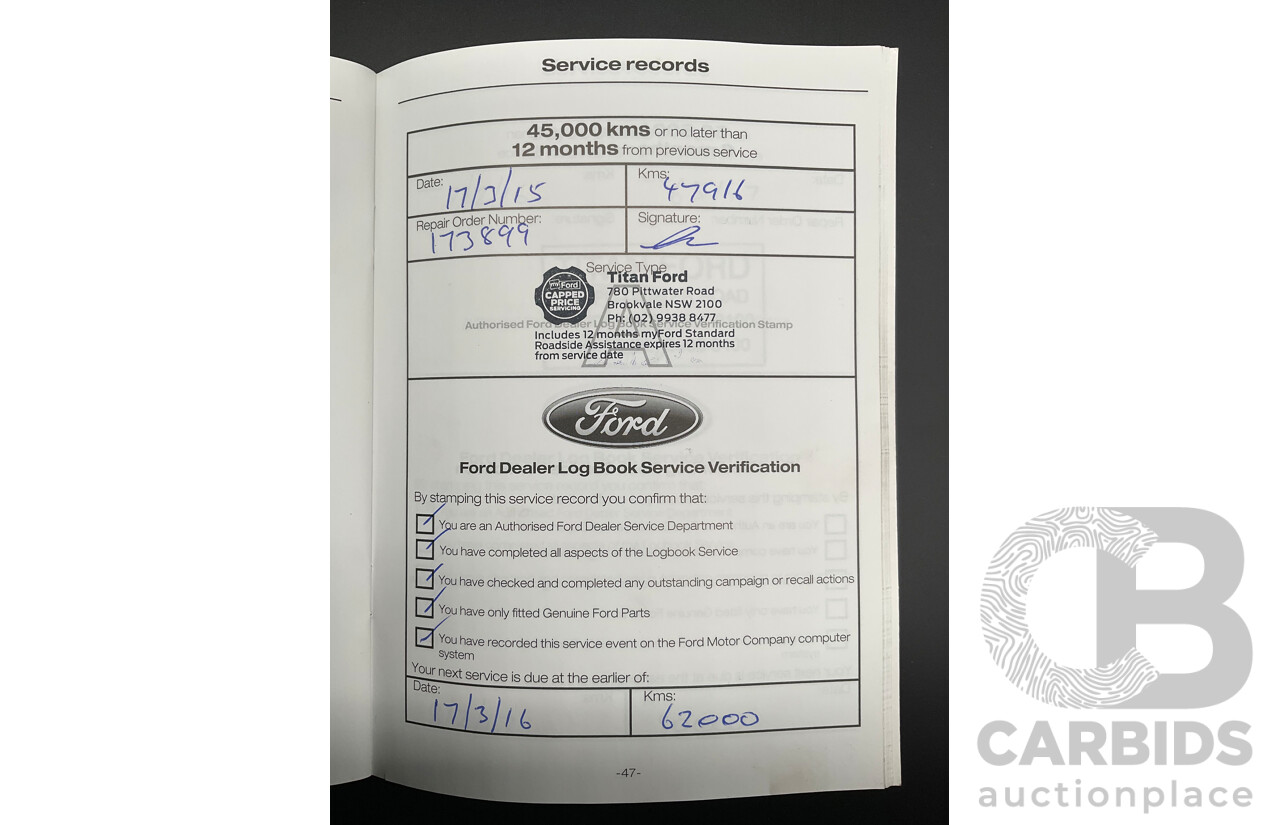 Service records
45,000 kms or no later than
12 months from previous service
Date: 17/3/15
Kms: 47916
Repair Order Number: 173899
Signature:
Service Type
A
Authorised Ford Dealer Log Book Service Verification Stamp
my Ford
CAPPED
PRICE
SERVICING
Titan Ford
780 Pittwater Road
Brookvale NSW 2100
Ph: (02) 9938 8477
Includes 12 months myFord Standard
Roadside Assistance expires 12 months
from service date
Ford
Ford Dealer Log Book Service Verification
By stamping this service record you confirm that:
You are an Authorised Ford Dealer Service Department
You have completed all aspects of the Logbook Service
You have checked and completed any outstanding campaign or recall actions
You have only fitted Genuine Ford Parts
You have recorded this service event on the Ford Motor Company computer
system
Your next service is due at the earlier of:
Date: 17/3/16
Kms: 62000
-47-
CB
CARBIDS
auctionplace